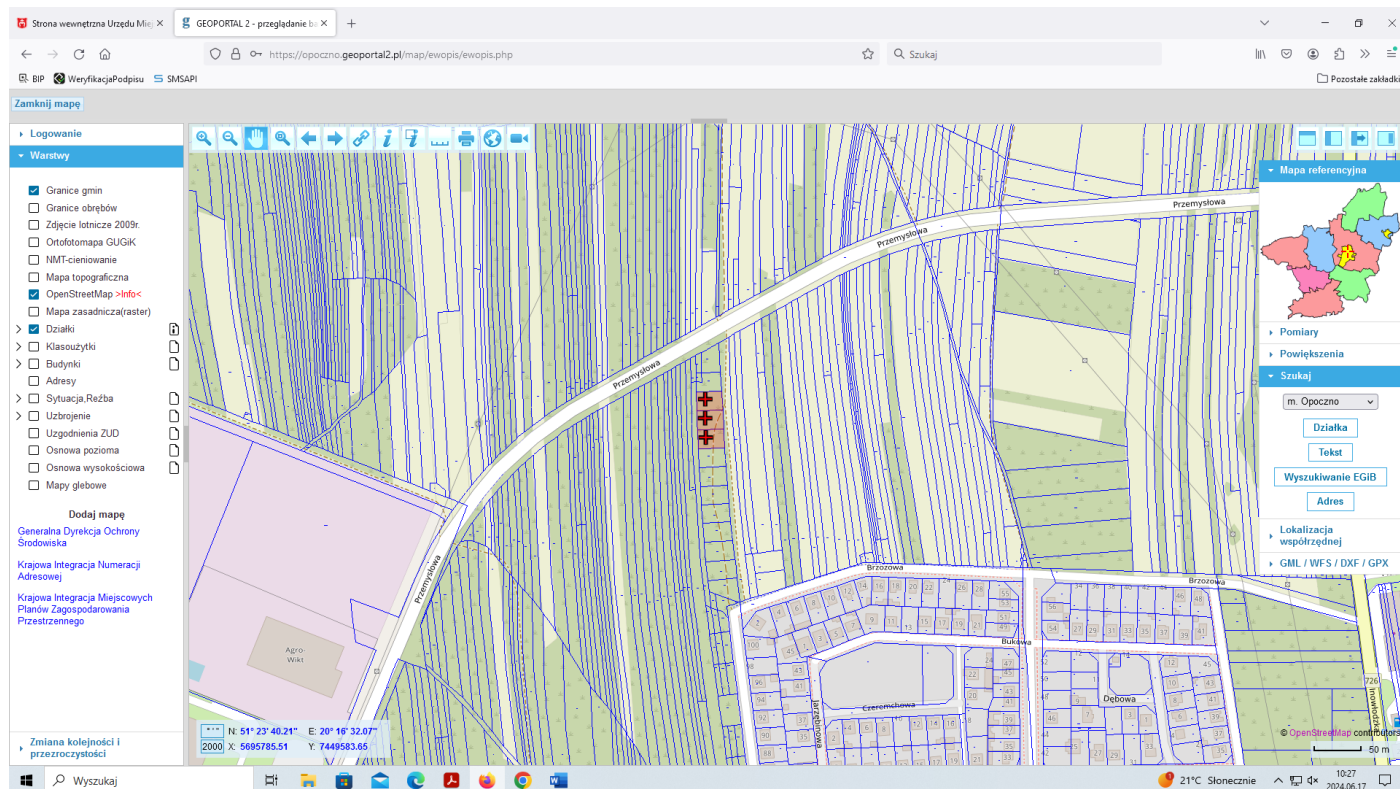 Strona wewnętrzna Urzędu Miej
GEOPORTAL 2 - przeglądanie ba
https://opoczno.geoportal2.pl/map/ewopis/ewopis.php
Szukaj
BIP
WeryfikacjaPodpisu
SMSAPI
Pozostałe zakładki
Zamknij mapę
Logowanie
Warstwy
Granice gmin
Granice obrębów
Zdjęcie lotnicze 2009r.
Ortofotomapa GUGiK
NMT-cieniowanie
Mapa topograficzna
OpenStreetMap >Info<
Mapa zasadnicza(raster)
Działki
Klasoużytki
Budynki
Adresy
Sytuacja,Reźba
Uzbrojenie
Uzgodnienia ZUD
Osnowa pozioma
Osnowa wysokościowa
Mapy glebowe
Dodaj mapę
Generalna Dyrekcja Ochrony
Środowiska
Krajowa Integracja Numeracji
Adresowej
Krajowa Integracja Miejscowych
Planów Zagospodarowania
Przestrzennego
Zmiana kolejności i
przezroczystości
Przemysłowa
Przemysłowa
Przemysłowa
Przemysłowa
Agro-
Wikt
Brzozowa
Brzozowa
Bukowa
Czeremchowa
Dębowa
Jarzębinowa
726
Inowłodzka
N: 51° 23' 40.21" E: 20° 16' 32.07"
2000 X: 5695785.51 Y: 7449583.65
Mapa referencyjna
Pomiary
Powiększenia
Szukaj
m. Opoczno
Działka
Tekst
Wyszukiwanie EGiB
Adres
Lokalizacja
współrzędnej
GML / WFS / DXF / GPX
© OpenStreetMap contributors
50 m
Wyszukaj
21°C Słonecznie
10:27
2024.06.17